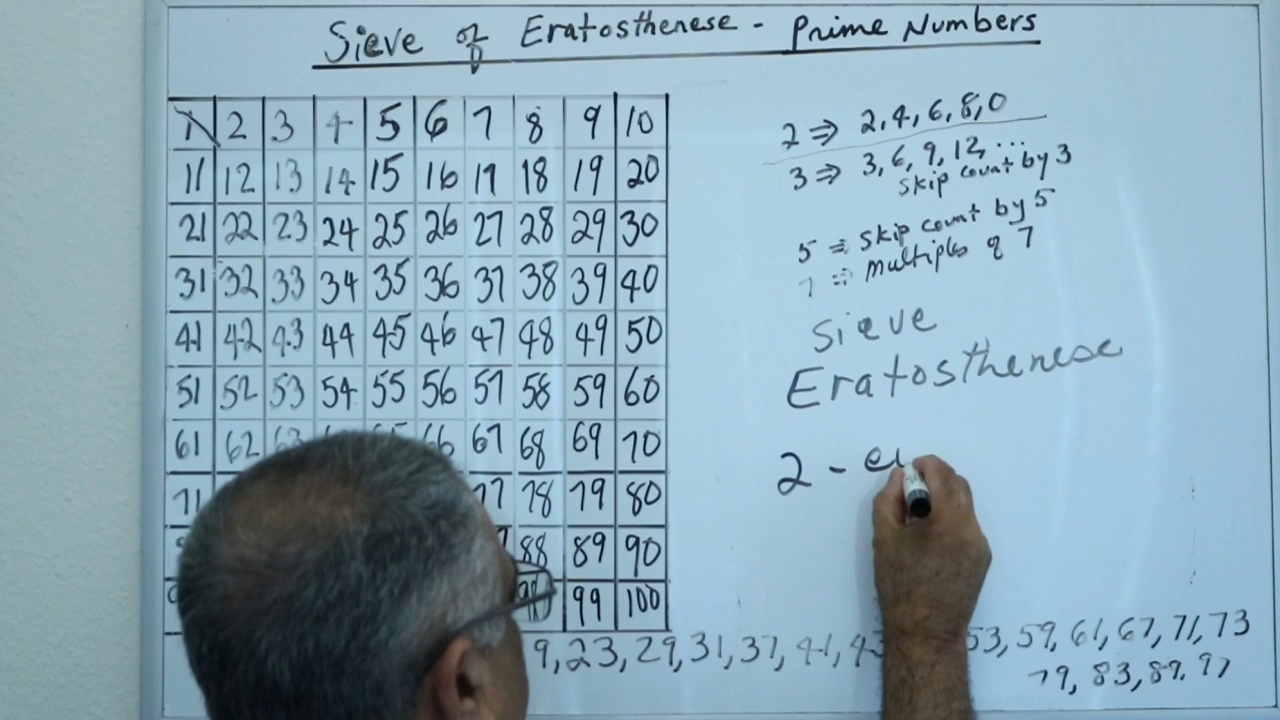 Sieve of Eratosthenese - Prime Numbers
1 2 3 4 5 6 7 8 9 10
11 12 13 14 15 16 17 18 19 20
21 22 23 24 25 26 27 28 29 30
31 32 33 34 35 36 37 38 39 40
41 42 43 44 45 46 47 48 49 50
51 52 53 54 55 56 57 58 59 60
61 62 63 66 67 68 69 70
71 77 78 79 80
88 89 90
98 99 100
9, 23, 29, 31, 37, 41, 43 53, 59, 61, 67, 71, 73
79, 83, 89, 97
2 ⇒ 2, 4, 6, 8, 0
3 ⇒ 3, 6, 9, 12, ...
skip count by 3
5 ⇒ skip count by 5
7 ⇒ multiples of 7
Sieve
Eratosthenese
2 - e